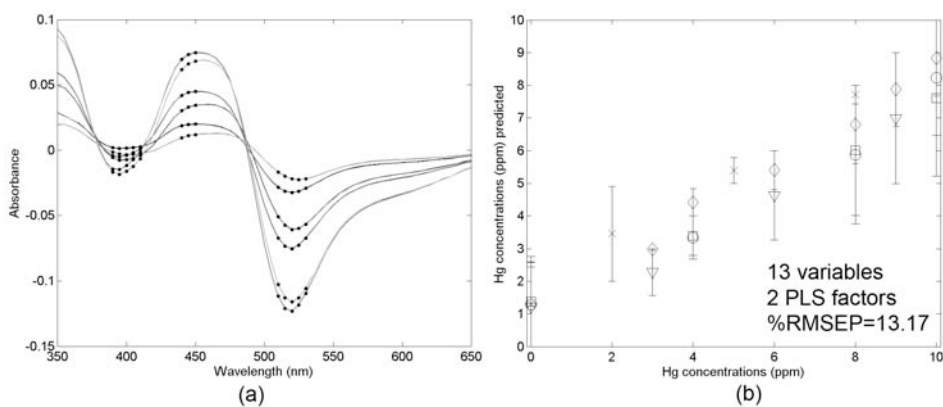 0.1
0.05
0
-0.05
-0.1
-0.15
Absorbance
350 400 450 500 550 600 650
Wavelength (nm)
(a)
10
9
8
7
6
5
4
3
2
1
0
Hg concentrations (ppm) predicted
13 variables
2 PLS factors
%RMSEP=13.17
0 2 4 6 8 10
Hg concentrations (ppm)
(b)